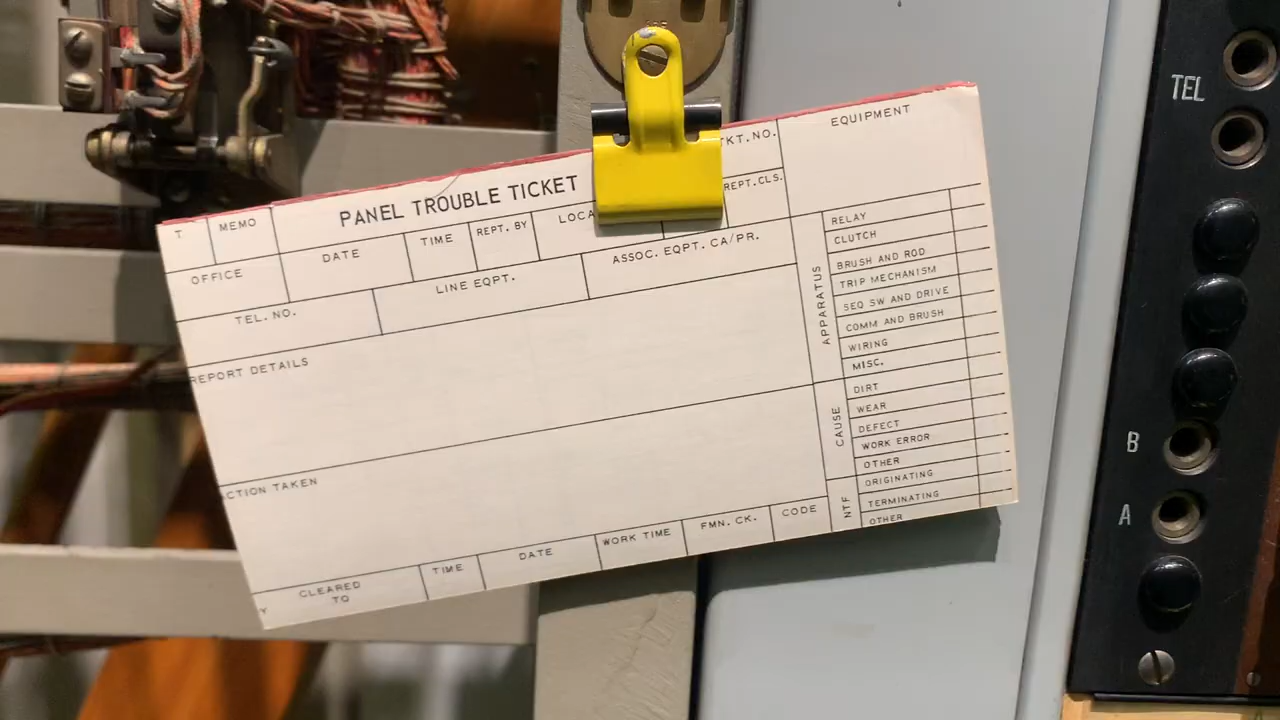 T MEMO PANEL TROUBLE TICKET TKT. NO. EQUIPMENT
OFFICE DATE TIME REPT. BY LOCA REPT. CLS.
TEL. NO. LINE EQPT. ASSOC. EQPT. CA/PR.
REPORT DETAILS
ACTION TAKEN
Y CLEARED TO TIME DATE WORK TIME FMN. CK. CODE
APPARATUS
RELAY
CLUTCH
BRUSH AND ROD
TRIP MECHANISM
SEQ SW AND DRIVE
COMM AND BRUSH
WIRING
MISC.
CAUSE
DIRT
WEAR
DEFECT
WORK ERROR
OTHER
NTF
ORIGINATING
TERMINATING
OTHER
TEL
B
A